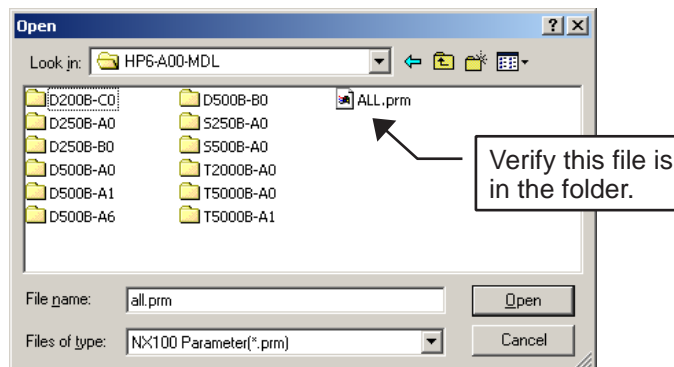 Open
Look in: HP6-A00-MDL
D200B-C0
D250B-A0
D250B-B0
D500B-A0
D500B-A1
D500B-A6
D500B-B0
S250B-A0
S500B-A0
T2000B-A0
T5000B-A0
T5000B-A1
ALL.prm
Verify this file is
in the folder.
File name: all.prm
Open
Files of type: NX100 Parameter(*.prm)
Cancel